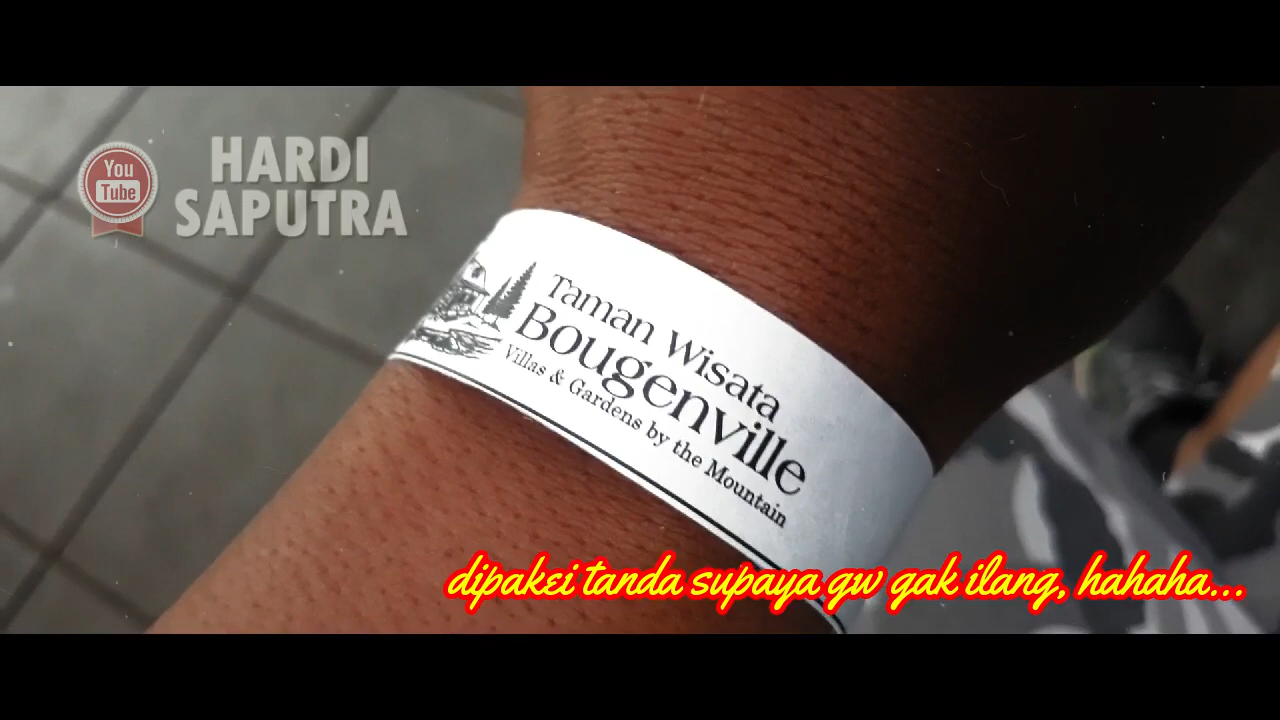 You
Tube
HARDI
SAPUTRA
Taman Wisata
Bougenville
Villas & Gardens by the Mountain
dipakei tanda supaya gw gak ilang, hahaha...